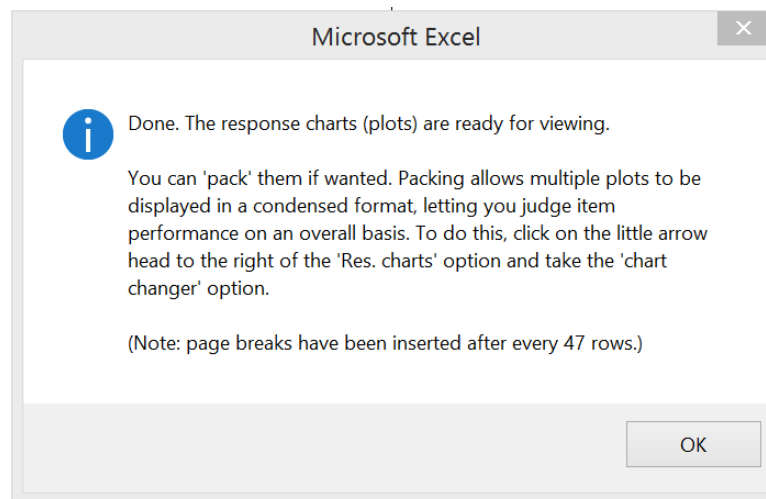 Microsoft Excel
Done. The response charts (plots) are ready for viewing.
You can 'pack' them if wanted. Packing allows multiple plots to be
displayed in a condensed format, letting you judge item
performance on an overall basis. To do this, click on the little arrow
head to the right of the 'Res. charts' option and take the 'chart
changer' option.
(Note: page breaks have been inserted after every 47 rows.)
OK